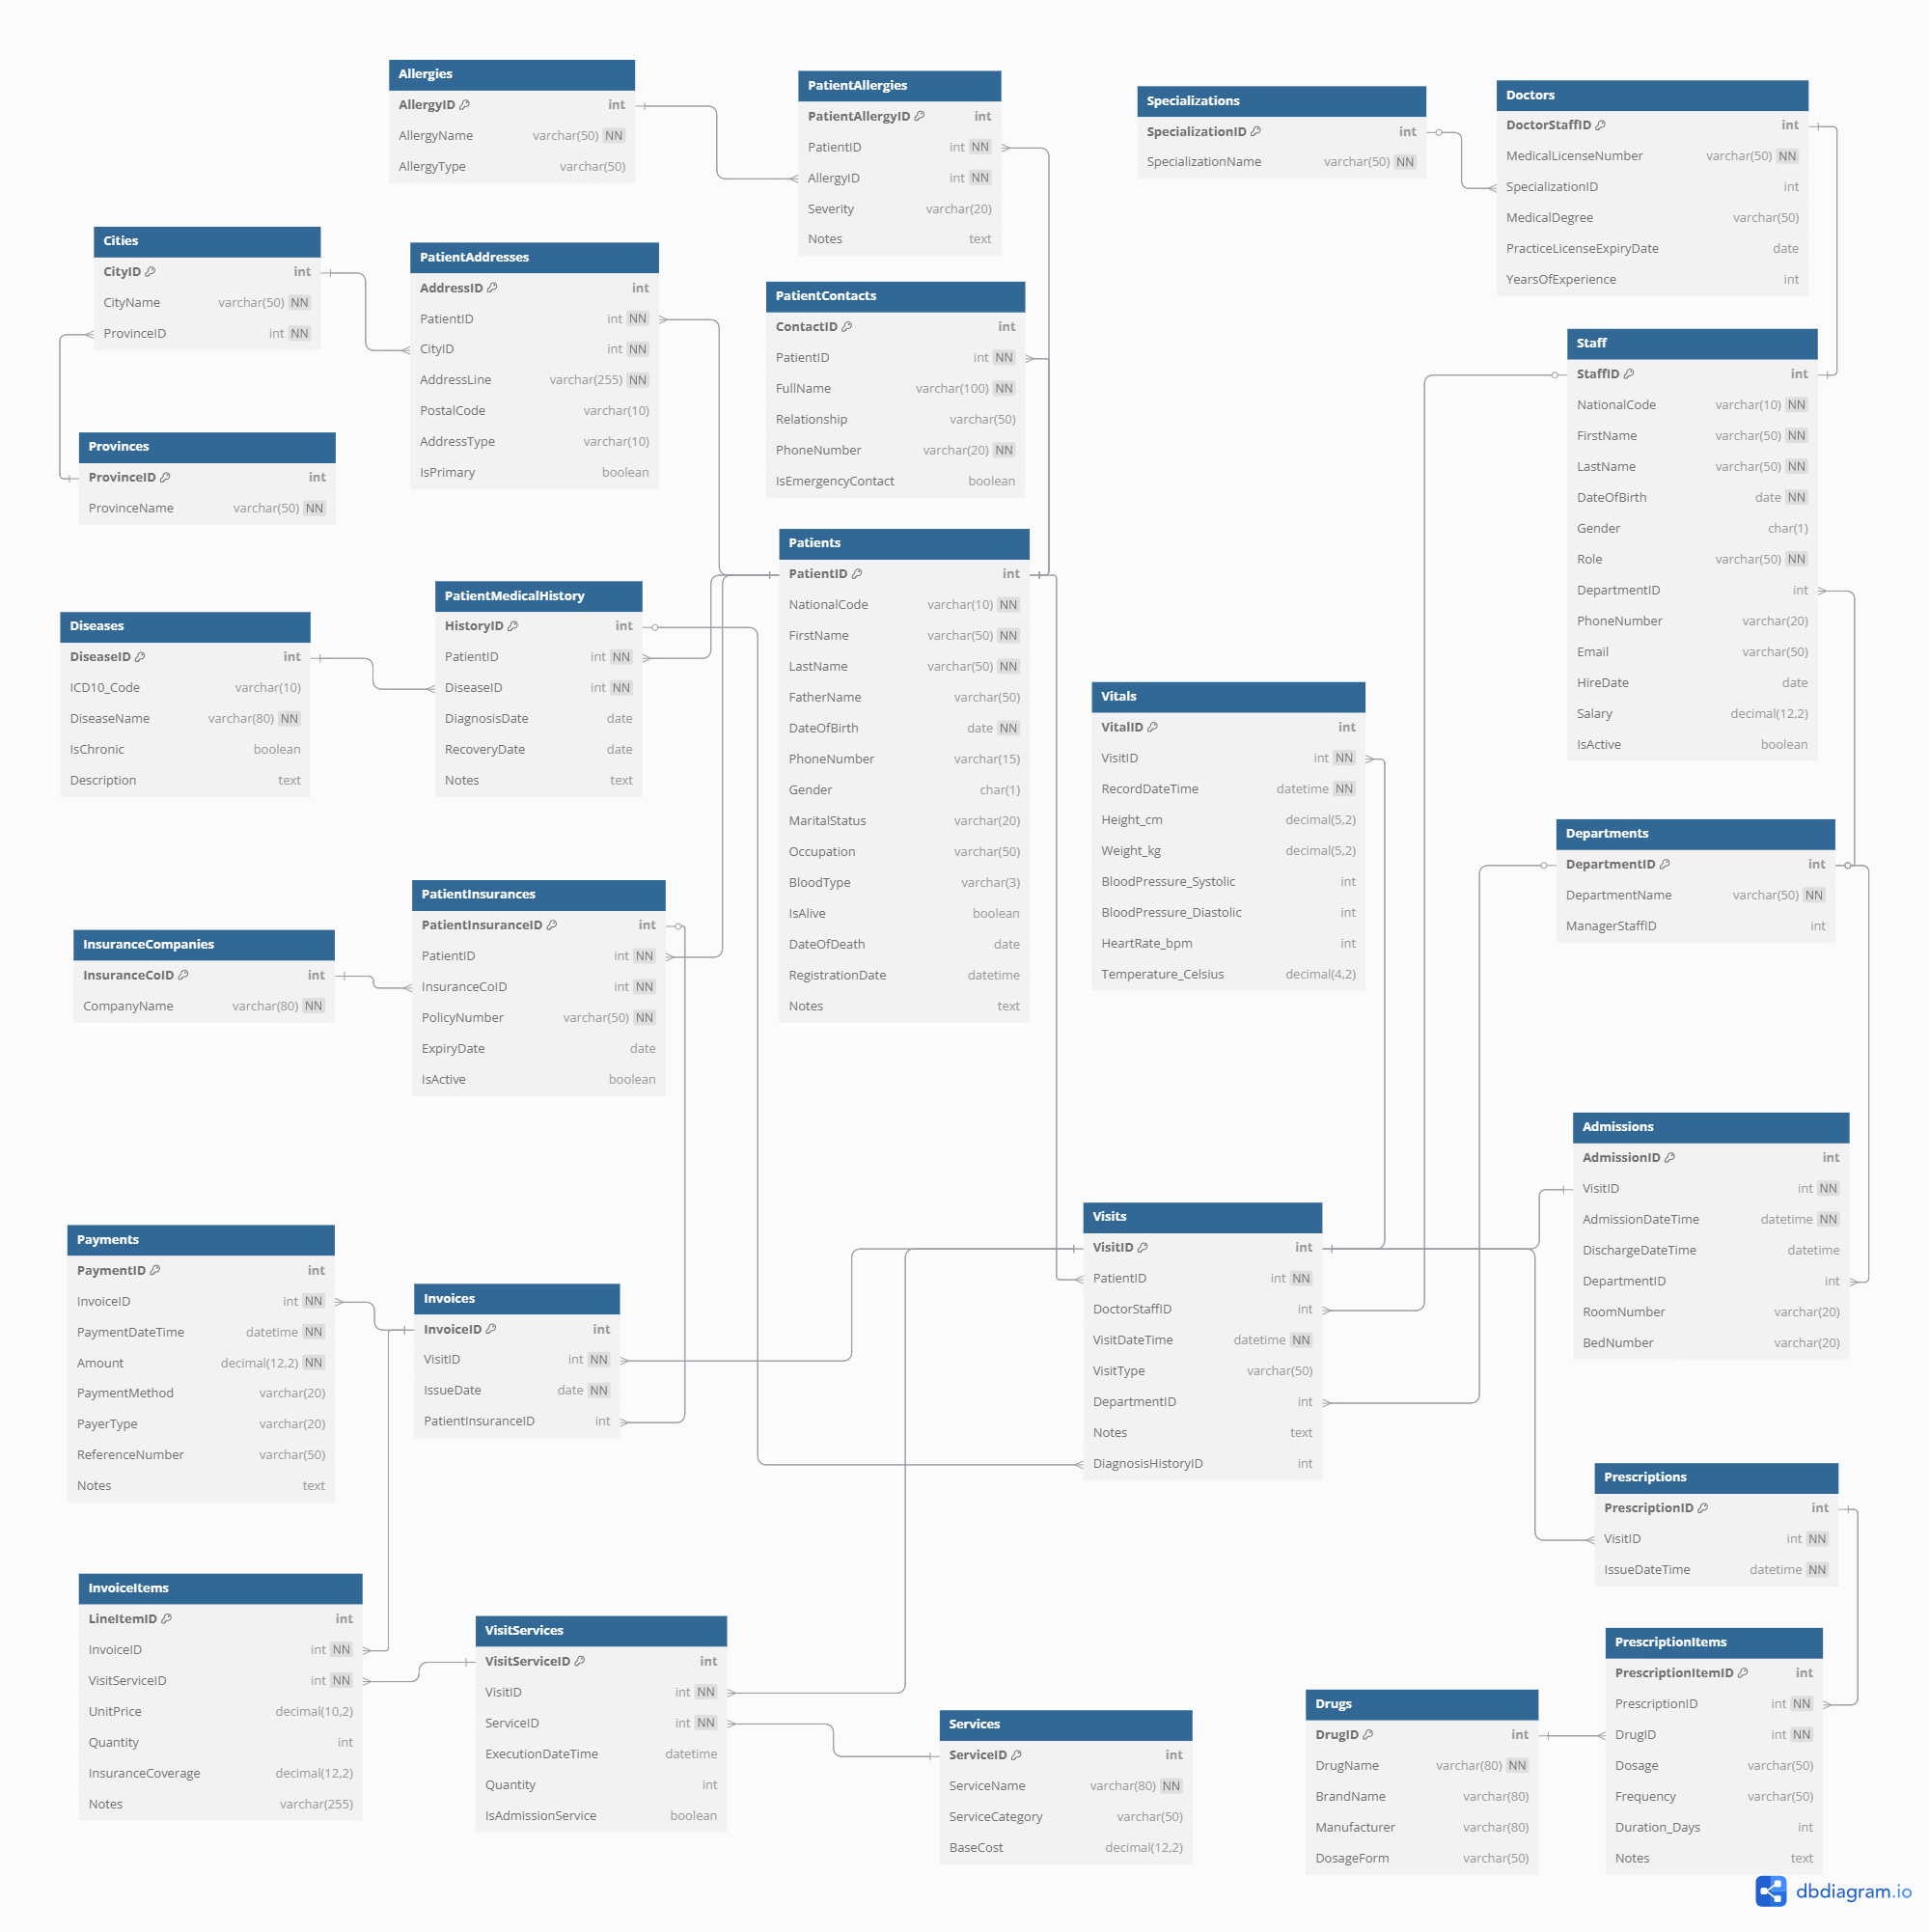 Allergies
AllergyID int
AllergyName varchar(50) NN
AllergyType varchar(50)
PatientAllergies
PatientAllergyID int
PatientID int NN
AllergyID int NN
Severity varchar(20)
Notes text
Specializations
SpecializationID int
SpecializationName varchar(50) NN
Doctors
DoctorStaffID int
MedicalLicenseNumber varchar(50) NN
SpecializationID int
MedicalDegree varchar(50)
PracticeLicenseExpiryDate date
YearsOfExperience int
Cities
CityID int
CityName varchar(50) NN
ProvinceID int NN
PatientAddresses
AddressID int
PatientID int NN
CityID int NN
AddressLine varchar(255) NN
PostalCode varchar(10)
AddressType varchar(10)
IsPrimary boolean
PatientContacts
ContactID int
PatientID int NN
FullName varchar(100) NN
Relationship varchar(50)
PhoneNumber varchar(20) NN
IsEmergencyContact boolean
Staff
StaffID int
NationalCode varchar(10) NN
FirstName varchar(50) NN
LastName varchar(50) NN
DateOfBirth date NN
Gender char(1)
Role varchar(50) NN
DepartmentID int
PhoneNumber varchar(20)
Email varchar(50)
HireDate date
Salary decimal(12,2)
IsActive boolean
Provinces
ProvinceID int
ProvinceName varchar(50) NN
Patients
PatientID int
NationalCode varchar(10) NN
FirstName varchar(50) NN
LastName varchar(50) NN
FatherName varchar(50)
DateOfBirth date NN
PhoneNumber varchar(15)
Gender char(1)
MaritalStatus varchar(20)
Occupation varchar(50)
BloodType varchar(3)
IsAlive boolean
DateOfDeath date
RegistrationDate datetime
Notes text
PatientMedicalHistory
HistoryID int
PatientID int NN
DiseaseID int NN
DiagnosisDate date
RecoveryDate date
Notes text
Diseases
DiseaseID int
ICD10_Code varchar(10)
DiseaseName varchar(80) NN
IsChronic boolean
Description text
Vitals
VitalID int
VisitID int NN
RecordDateTime datetime NN
Height_cm decimal(5,2)
Weight_kg decimal(5,2)
BloodPressure_Systolic int
BloodPressure_Diastolic int
HeartRate_bpm int
Temperature_Celsius decimal(4,2)
Departments
DepartmentID int
DepartmentName varchar(50) NN
ManagerStaffID int
PatientInsurances
PatientInsuranceID int
PatientID int NN
InsuranceCoID int NN
PolicyNumber varchar(50) NN
ExpiryDate date
IsActive boolean
InsuranceCompanies
InsuranceCoID int
CompanyName varchar(80) NN
Admissions
AdmissionID int
VisitID int NN
AdmissionDateTime datetime NN
DischargeDateTime datetime
DepartmentID int
RoomNumber varchar(20)
BedNumber varchar(20)
Visits
VisitID int
PatientID int NN
DoctorStaffID int
VisitDateTime datetime NN
VisitType varchar(50)
DepartmentID int
Notes text
DiagnosisHistoryID int
Payments
PaymentID int
InvoiceID int NN
PaymentDateTime datetime NN
Amount decimal(12,2) NN
PaymentMethod varchar(20)
PayerType varchar(20)
ReferenceNumber varchar(50)
Notes text
Invoices
InvoiceID int
VisitID int NN
IssueDate date NN
PatientInsuranceID int
Prescriptions
PrescriptionID int
VisitID int NN
IssueDateTime datetime NN
InvoiceItems
LineItemID int
InvoiceID int NN
VisitServiceID int NN
UnitPrice decimal(10,2)
Quantity int
InsuranceCoverage decimal(12,2)
Notes varchar(255)
VisitServices
VisitServiceID int
VisitID int NN
ServiceID int NN
ExecutionDateTime datetime
Quantity int
IsAdmissionService boolean
Services
ServiceID int
ServiceName varchar(80) NN
ServiceCategory varchar(50)
BaseCost decimal(12,2)
Drugs
DrugID int
DrugName varchar(80) NN
BrandName varchar(80)
Manufacturer varchar(80)
DosageForm varchar(50)
PrescriptionItems
PrescriptionItemID int
PrescriptionID int NN
DrugID int NN
Dosage varchar(50)
Frequency varchar(50)
Duration_Days int
Notes text
dbdiagram.io